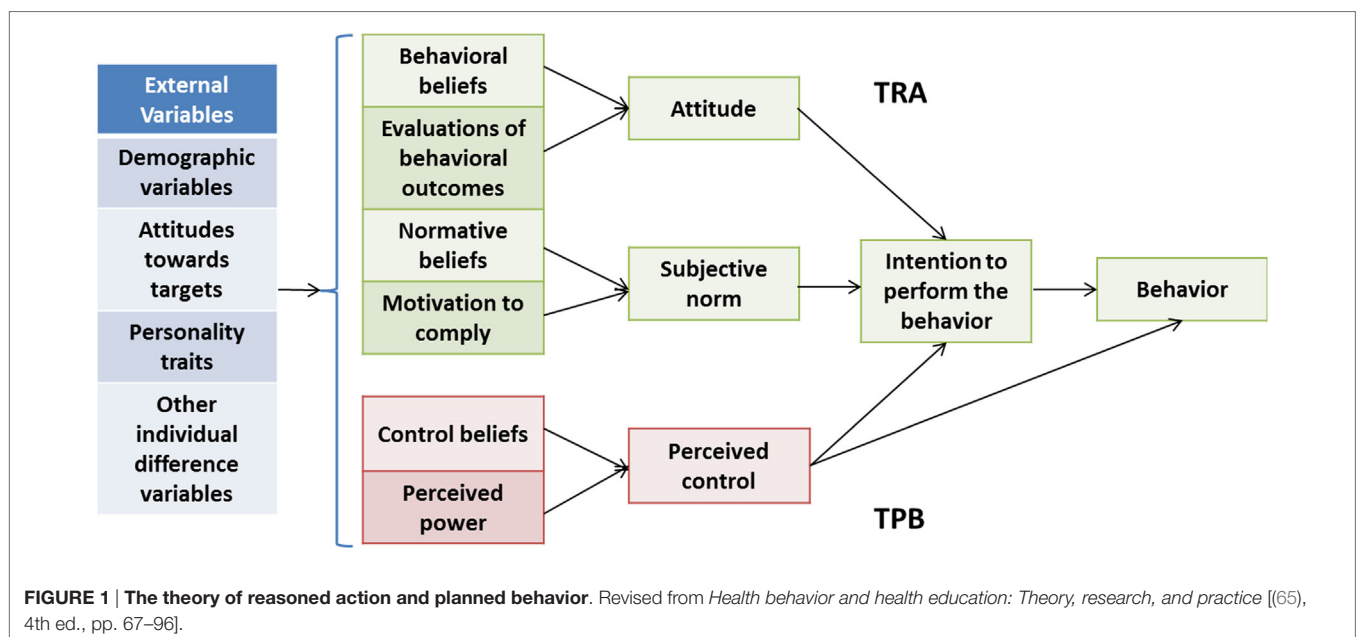 External
Variables
Demographic
variables
Attitudes
towards
targets
Personality
traits
Other
individual
difference
variables
Behavioral
beliefs
Evaluations of
behavioral
outcomes
Normative
beliefs
Motivation to
comply
Control beliefs
Perceived
power
Attitude
Subjective
norm
Perceived
control
TRA
Intention to
perform the
behavior
TPB
Behavior
FIGURE 1 | The theory of reasoned action and planned behavior. Revised from Health behavior and health education: Theory, research, and practice [(65),
4th ed., pp. 67–96].